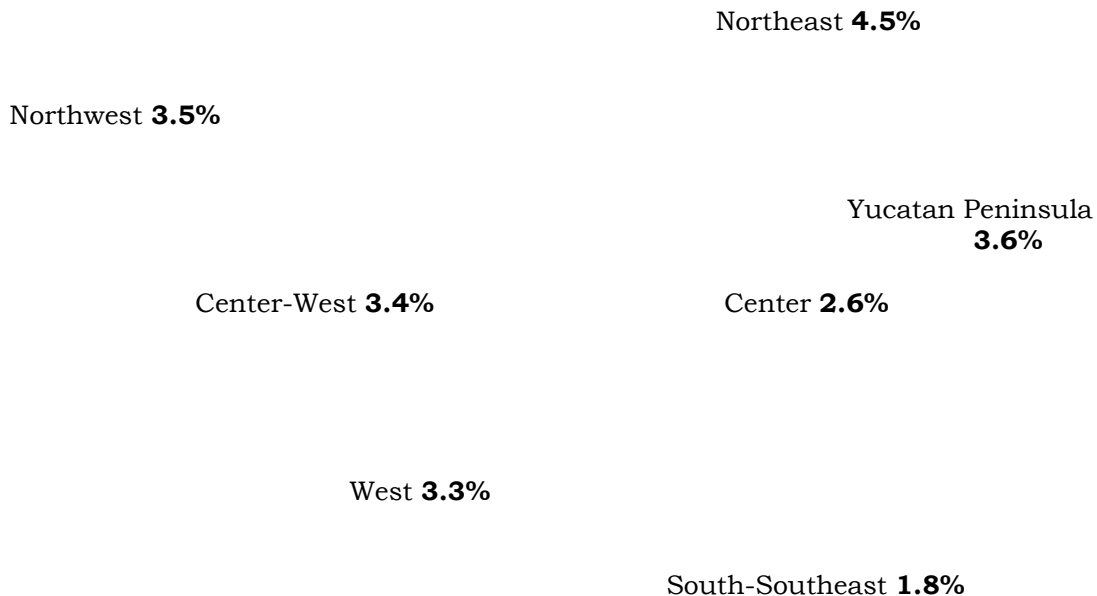 Northeast 4.5%
Northwest 3.5%
Yucatan Peninsula
3.6%
Center-West 3.4%
Center 2.6%
West 3.3%
South-Southeast 1.8%